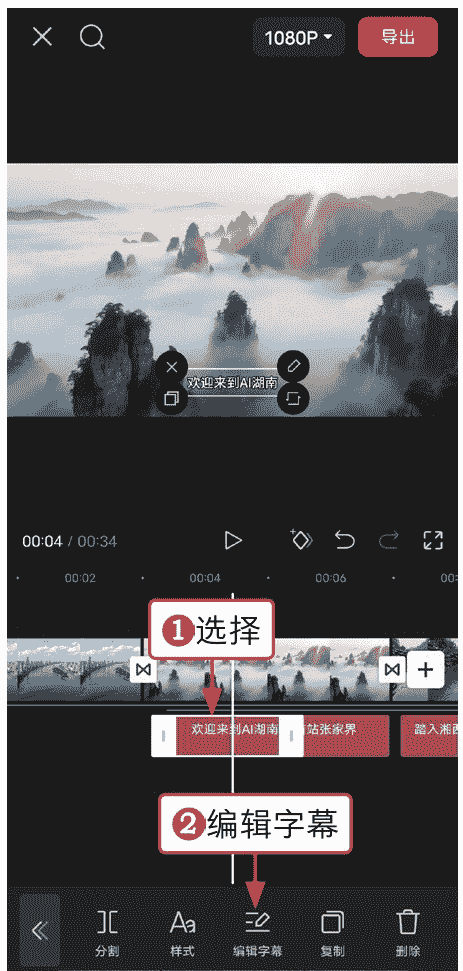 1080P
导出
欢迎来到AI湖南
00:04 / 00:34
00:02
00:04
00:06
00:
❶选择
欢迎来到AI湖南
站张家界
踏入湘西
❷编辑字幕
分割
样式
编辑字幕
复制
删除